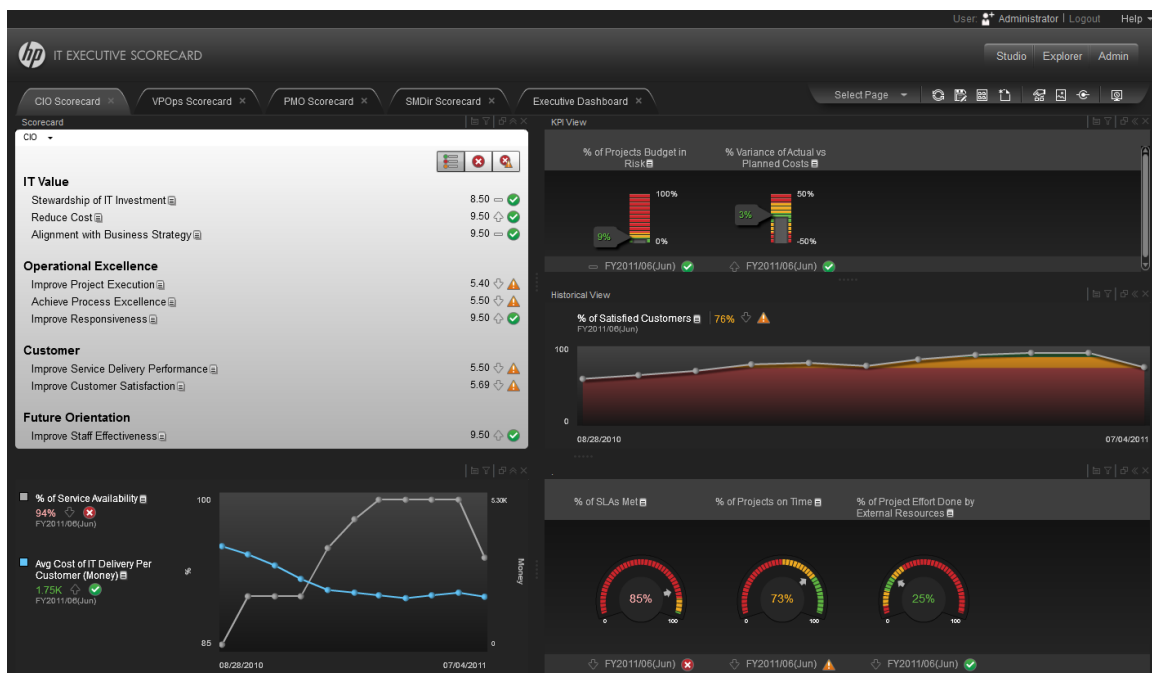 User: Administrator | Logout Help
hp IT EXECUTIVE SCORECARD
Studio Explorer Admin
CIO Scorecard × VPOps Scorecard × PMO Scorecard × SMDir Scorecard × Executive Dashboard ×
Select Page
Scorecard
CIO
IT Value
Stewardship of IT Investment 8.50
Reduce Cost 9.50
Alignment with Business Strategy 9.50
Operational Excellence
Improve Project Execution 5.40
Achieve Process Excellence 5.50
Improve Responsiveness 9.50
Customer
Improve Service Delivery Performance 5.50
Improve Customer Satisfaction 5.69
Future Orientation
Improve Staff Effectiveness 9.50
KPI View
% of Projects Budget in
Risk
% Variance of Actual vs
Planned Costs
100%
9%
0%
50%
3%
-50%
FY2011/06(Jun)
FY2011/06(Jun)
Historical View
% of Satisfied Customers 76%
FY2011/06(Jun)
100
0
08/28/2010 07/04/2011
% of Service Availability
94%
FY2011/06(Jun)
Avg Cost of IT Delivery Per
Customer (Money)
1.75K
FY2011/06(Jun)
100
%
85
5.30K
Money
0
08/28/2010 07/04/2011
% of SLAs Met
% of Projects on Time
% of Project Effort Done by
External Resources
85%
0 100
73%
0 100
25%
0 100
FY2011/06(Jun)
FY2011/06(Jun)
FY2011/06(Jun)